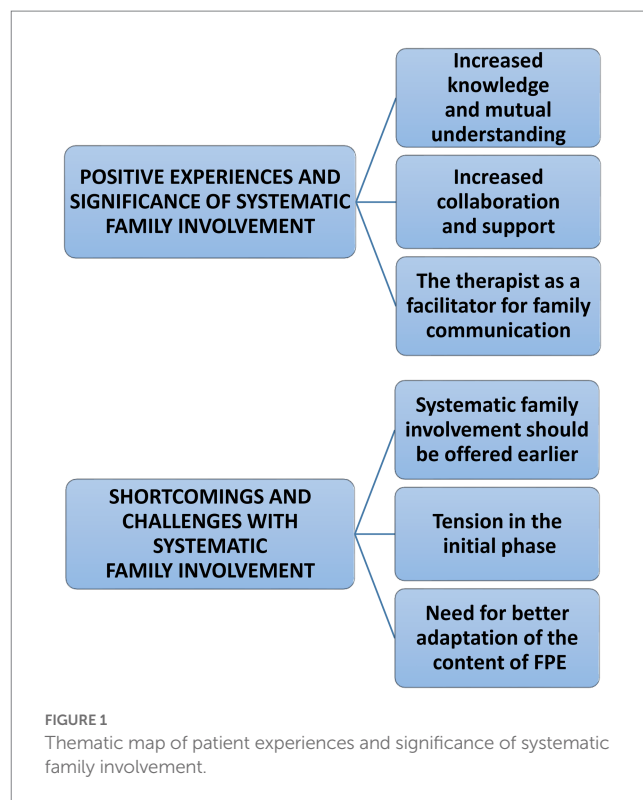 POSITIVE EXPERIENCES AND
SIGNIFICANCE OF SYSTEMATIC
FAMILY INVOLVEMENT
Increased
knowledge
and mutual
understanding
Increased
collaboration
and support
The therapist as a
facilitator for family
communication
SHORTCOMINGS AND
CHALLENGES WITH
SYSTEMATIC
FAMILY INVOLVEMENT
Systematic family
involvement should
be offered earlier
Tension in the
initial phase
Need for better
adaptation of the
content of FPE
FIGURE 1
Thematic map of patient experiences and significance of systematic
family involvement.